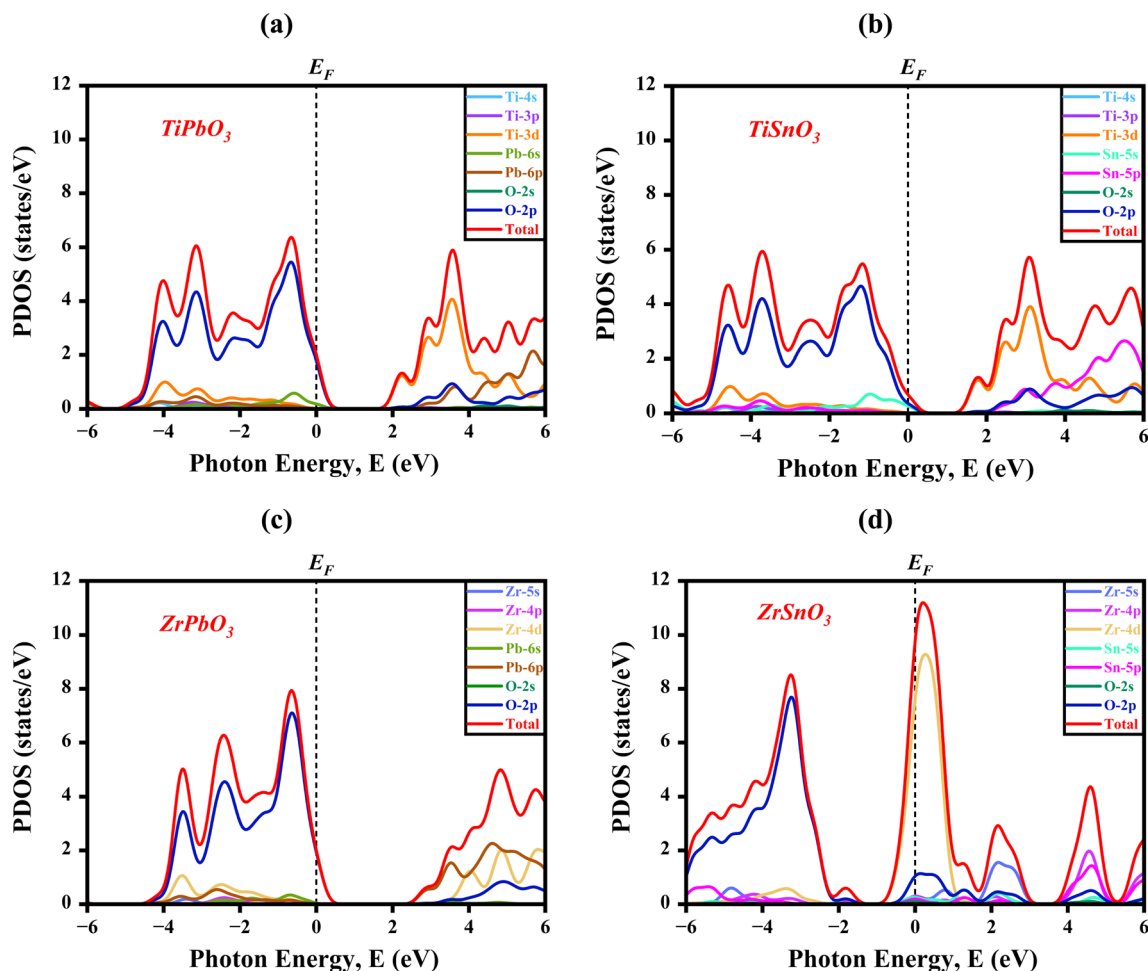 (a)
E_F
12
10
8
6
4
2
0
PDOS (states/eV)
TiPbO₃
Ti-4s
Ti-3p
Ti-3d
Pb-6s
Pb-6p
O-2s
O-2p
Total
−6 −4 −2 0 2 4 6
Photon Energy, E (eV)
(b)
E_F
12
10
8
6
4
2
0
PDOS (states/eV)
TiSnO₃
Ti-4s
Ti-3p
Ti-3d
Sn-5s
Sn-5p
O-2s
O-2p
Total
−6 −4 −2 0 2 4 6
Photon Energy, E (eV)
(c)
E_F
12
10
8
6
4
2
0
PDOS (states/eV)
ZrPbO₃
Zr-5s
Zr-4p
Zr-4d
Pb-6s
Pb-6p
O-2s
O-2p
Total
−6 −4 −2 0 2 4 6
Photon Energy, E (eV)
(d)
E_F
12
10
8
6
4
2
0
PDOS (states/eV)
ZrSnO₃
Zr-5s
Zr-4p
Zr-4d
Sn-5s
Sn-5p
O-2s
O-2p
Total
−6 −4 −2 0 2 4 6
Photon Energy, E (eV)